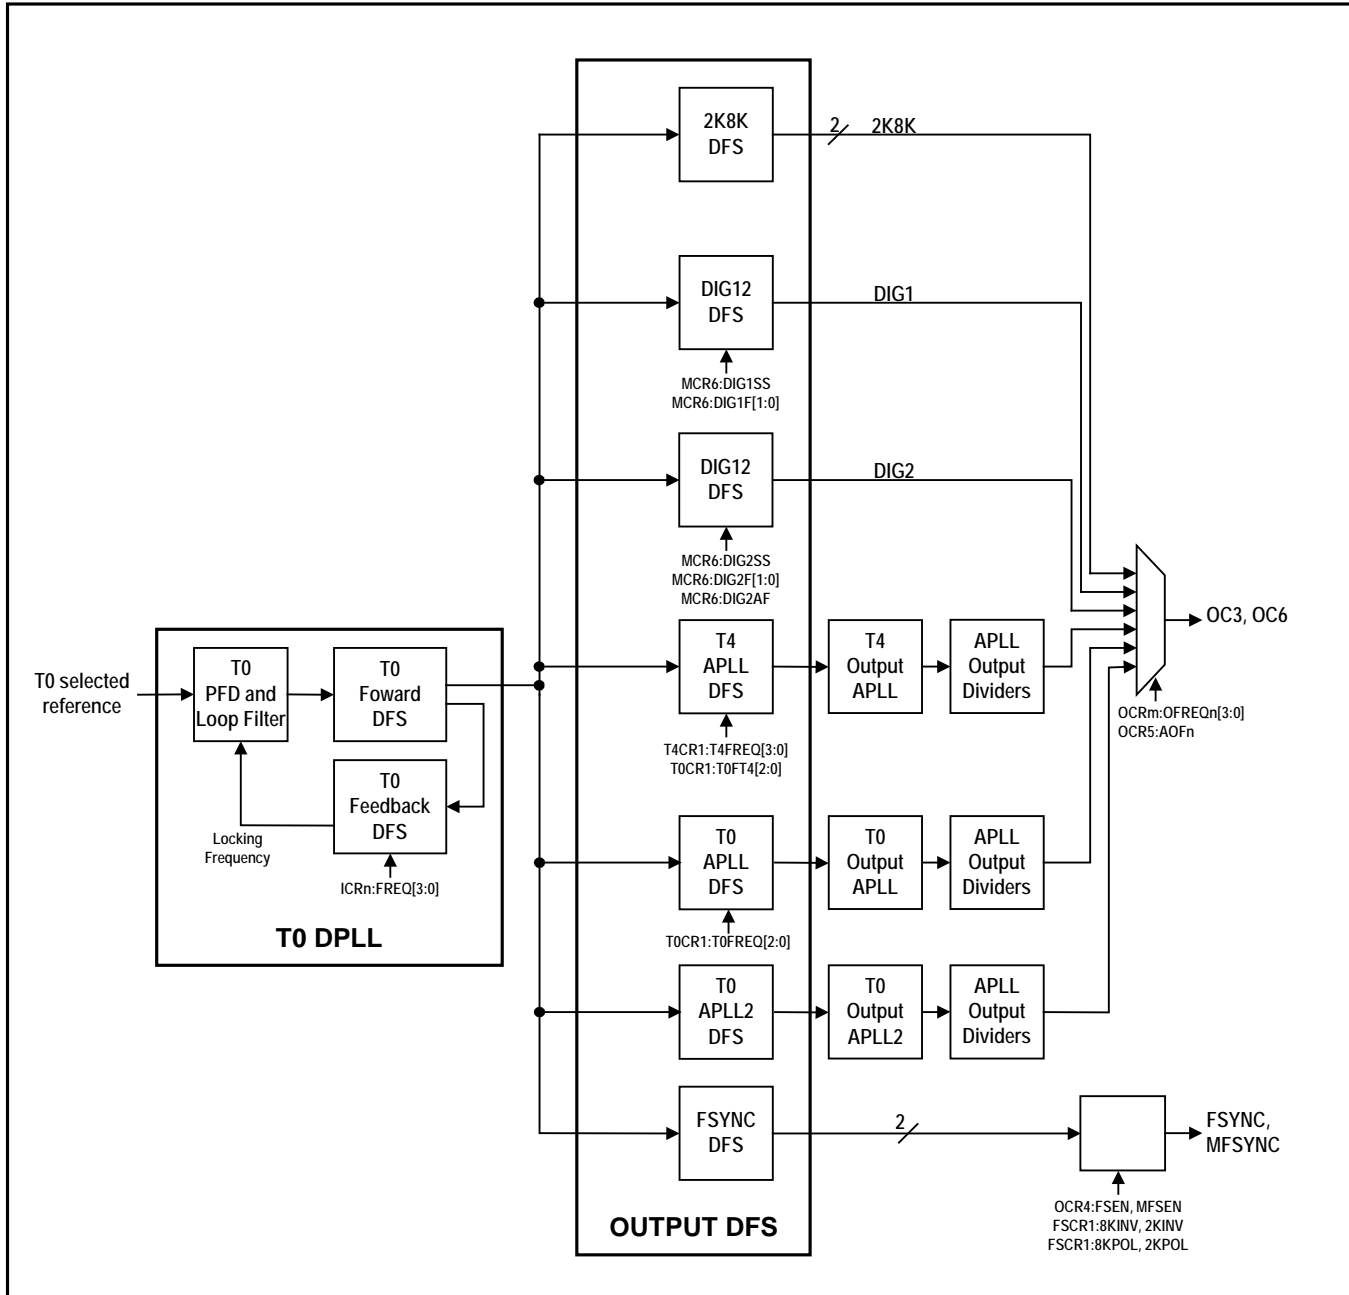 2K8K
DFS
2
2K8K
DIG12
DFS
DIG1
MCR6:DIG1SS
MCR6:DIG1F[1:0]
DIG12
DFS
DIG2
MCR6:DIG2SS
MCR6:DIG2F[1:0]
MCR6:DIG2AF
T0 selected
reference
T0
PFD and
Loop Filter
T0
Foward
DFS
T0
Feedback
DFS
Locking
Frequency
ICRn:FREQ[3:0]
T0 DPLL
T4
APLL
DFS
T4
Output
APLL
APLL
Output
Dividers
T4CR1:T4FREQ[3:0]
T0CR1:T0FT4[2:0]
OC3, OC6
OCRm:OFREQn[3:0]
OCR5:AOFn
T0
APLL
DFS
T0
Output
APLL
APLL
Output
Dividers
T0CR1:T0FREQ[2:0]
T0
APLL2
DFS
T0
Output
APLL2
APLL
Output
Dividers
FSYNC
DFS
2
FSYNC,
MFSYNC
OCR4:FSEN, MFSEN
FSCR1:8KINV, 2KINV
FSCR1:8KPOL, 2KPOL
OUTPUT DFS